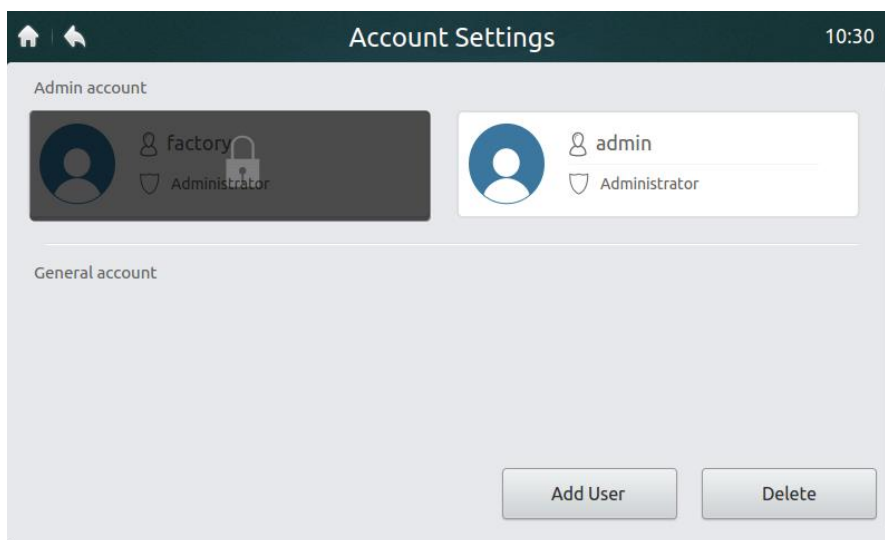 Account Settings
10:30
Admin account
factory
Administrator
admin
Administrator
General account
Add User
Delete